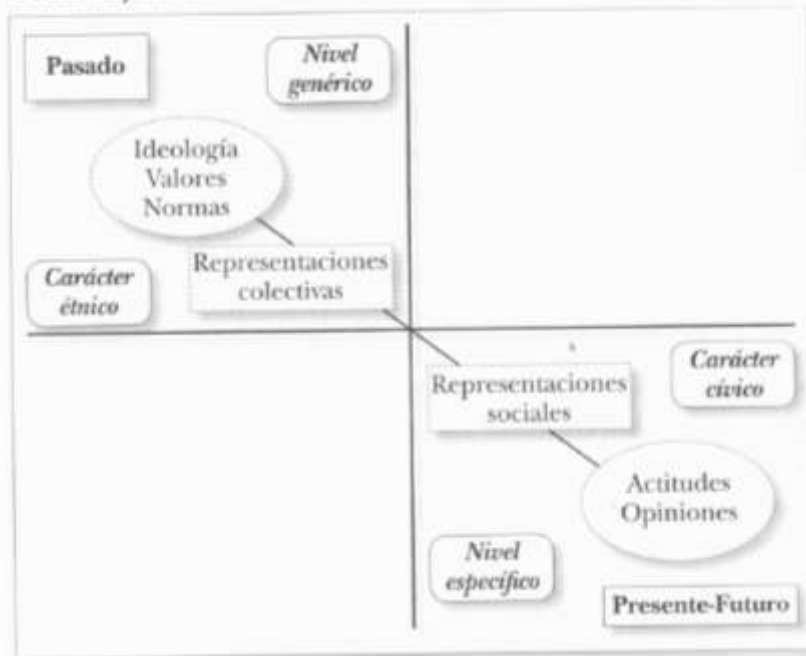 Pasado
Nivel
genérico
Ideología
Valores
Normas
Representaciones
colectivas
Carácter
étnico
Representaciones
sociales
Carácter
cívico
Actitudes
Opiniones
Nivel
específico
Presente-Futuro